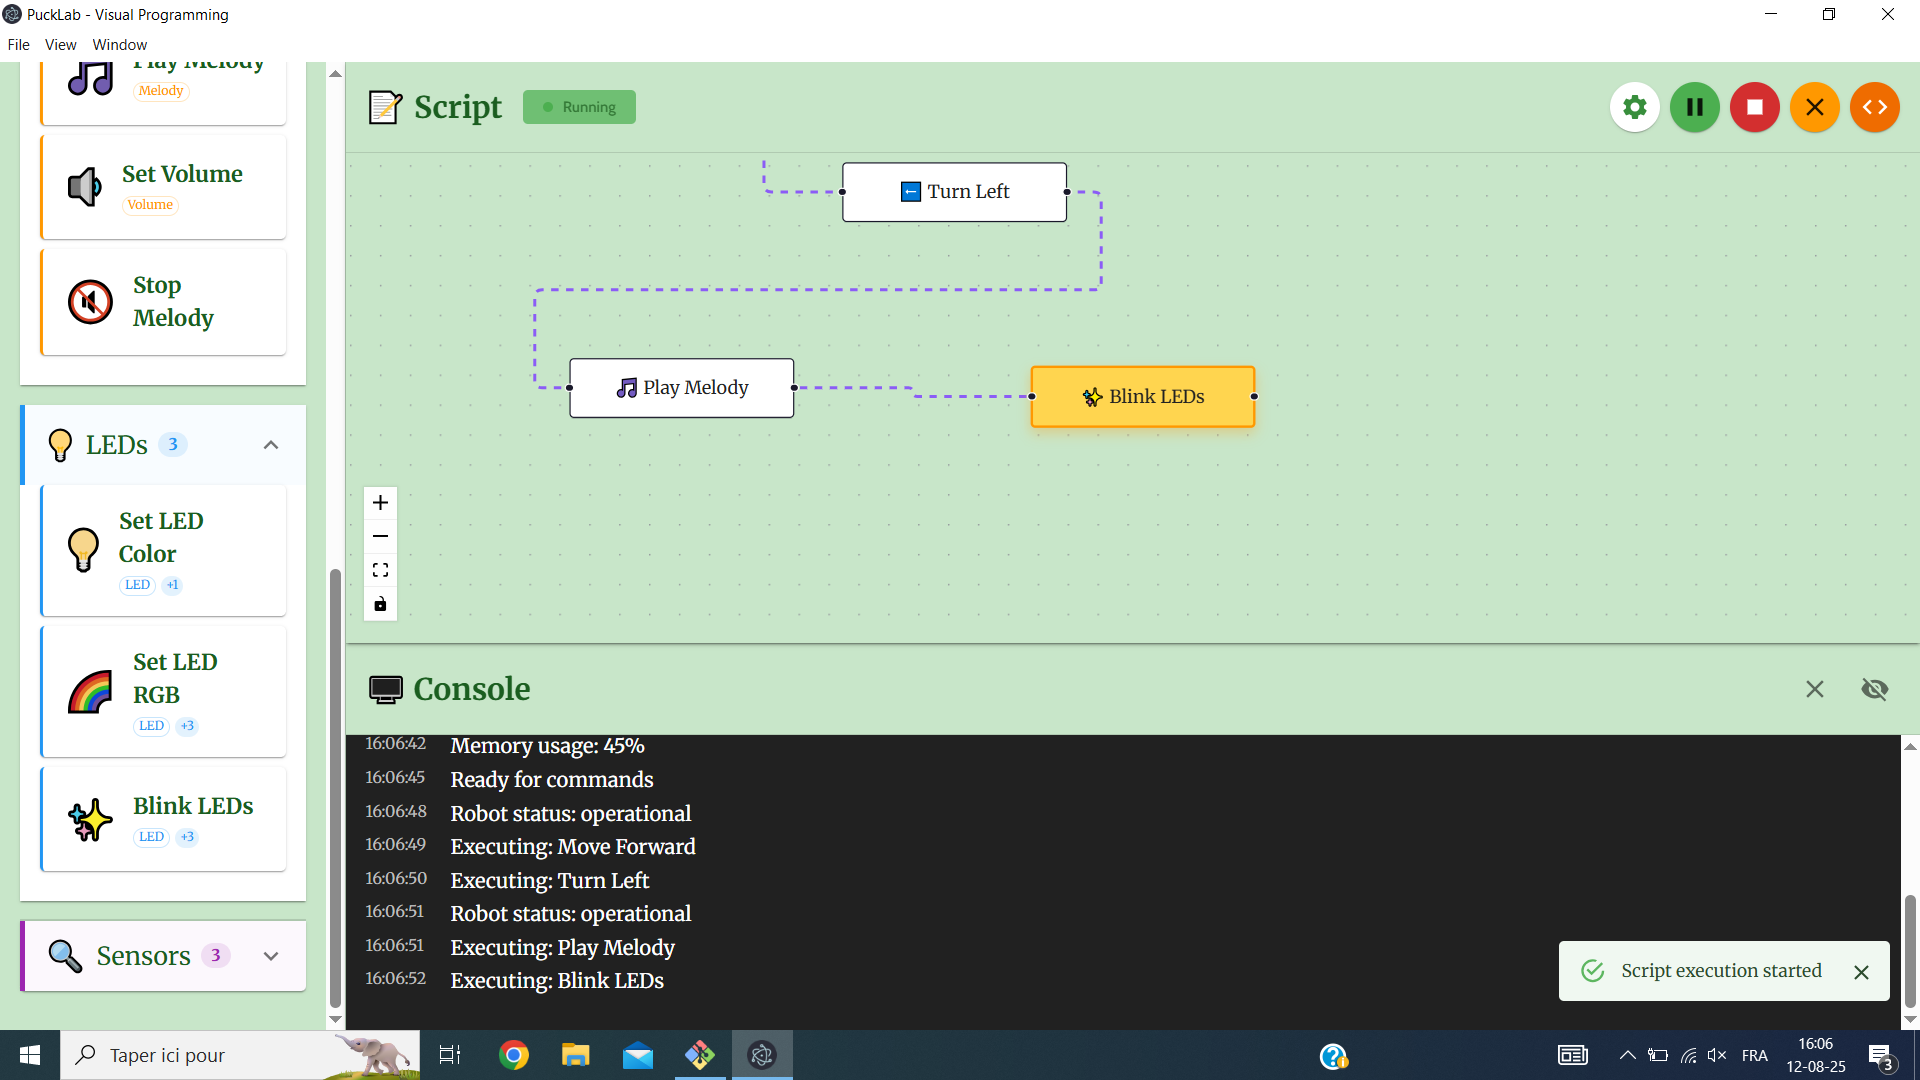 PuckLab - Visual Programming
File View Window
Play Melody
Melody
Set Volume
Volume
Stop
Melody
LEDs 3
Set LED
Color
LED +1
Set LED
RGB
LED +3
Blink LEDs
LED +3
Sensors 3
Script Running
Turn Left
Play Melody
Blink LEDs
Console
16:06:42 Memory usage: 45%
16:06:45 Ready for commands
16:06:48 Robot status: operational
16:06:49 Executing: Move Forward
16:06:50 Executing: Turn Left
16:06:51 Robot status: operational
16:06:51 Executing: Play Melody
16:06:52 Executing: Blink LEDs
Script execution started
Taper ici pour
FRA
16:06
12-08-25
3